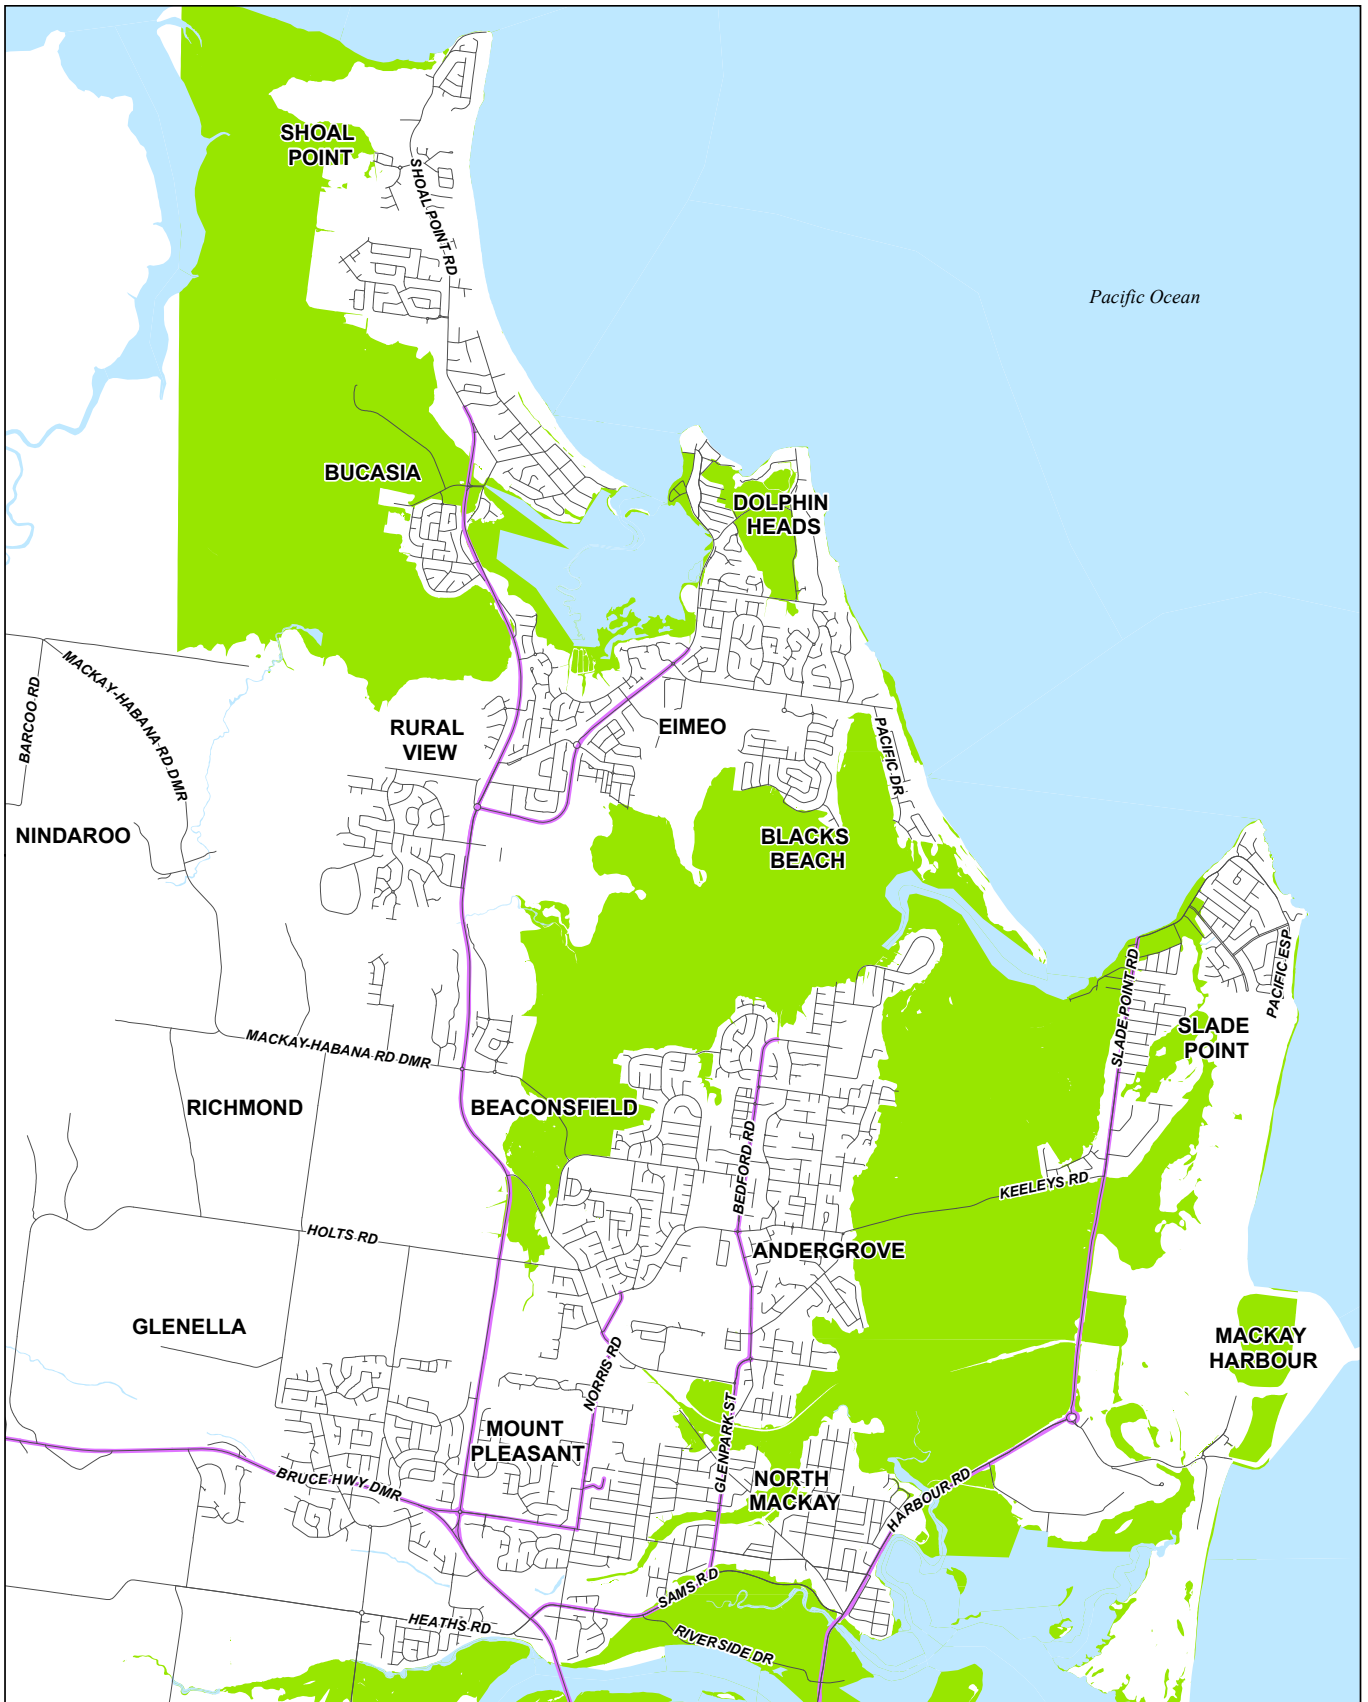 SHOAL
POINT
SHOAL POINT RD
Pacific Ocean
BUCASIA
DOLPHIN
HEADS
BARCOO RD
MACKAY-HABANA RD DMR
RURAL
VIEW
EIMEO
PACIFIC DR
NINDAROO
BLACKS
BEACH
PACIFIC ESP
SLADE POINT RD
SLADE
POINT
MACKAY-HABANA RD DMR
RICHMOND
BEACONSFIELD
BEDFORD RD
KEELEYS RD
HOLTS RD
ANDERGROVE
GLENELLA
MACKAY
HARBOUR
NORRIS RD
GLENPARK ST
MOUNT
PLEASANT
BRUCE HWY DMR
NORTH
MACKAY
HARBOUR RD
SAMS RD
HEATHS RD
RIVERSIDE DR